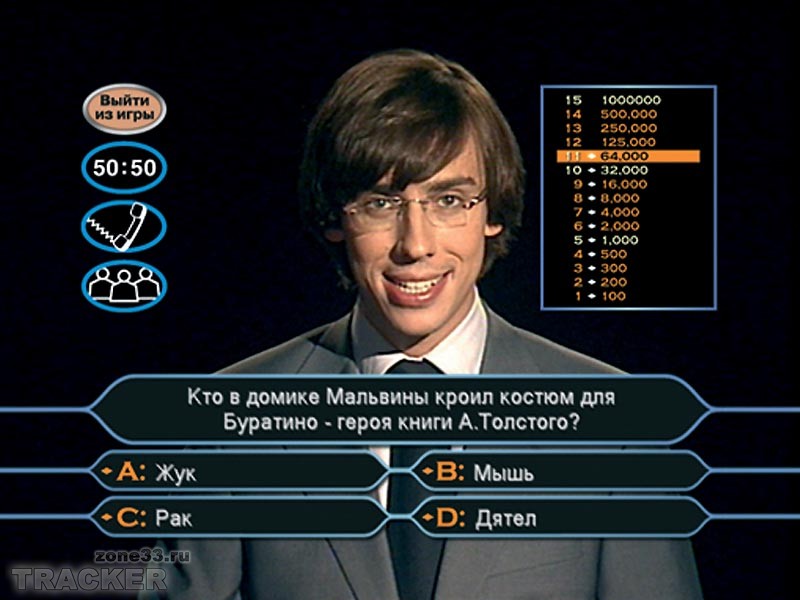 Выйти
из игры
50:50
15 1000000
14 500,000
13 250,000
12 125,000
11 64,000
10 32,000
9 16,000
8 8,000
7 4,000
6 2,000
5 1,000
4 500
3 300
2 200
1 100
Кто в домике Мальвины кроил костюм для
Буратино - героя книги А.Толстого?
A: Жук
B: Мышь
C: Рак
D: Дятел
zone33.ru
TRACKER